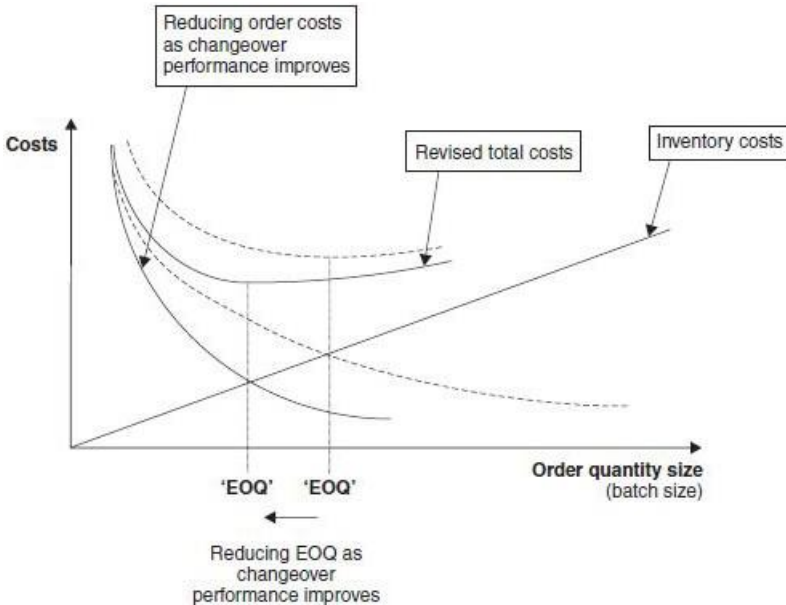 Reducing order costs
as changeover
performance improves
Costs
Revised total costs
Inventory costs
Order quantity size
(batch size)
'EOQ' 'EOQ'
Reducing EOQ as
changeover
performance improves